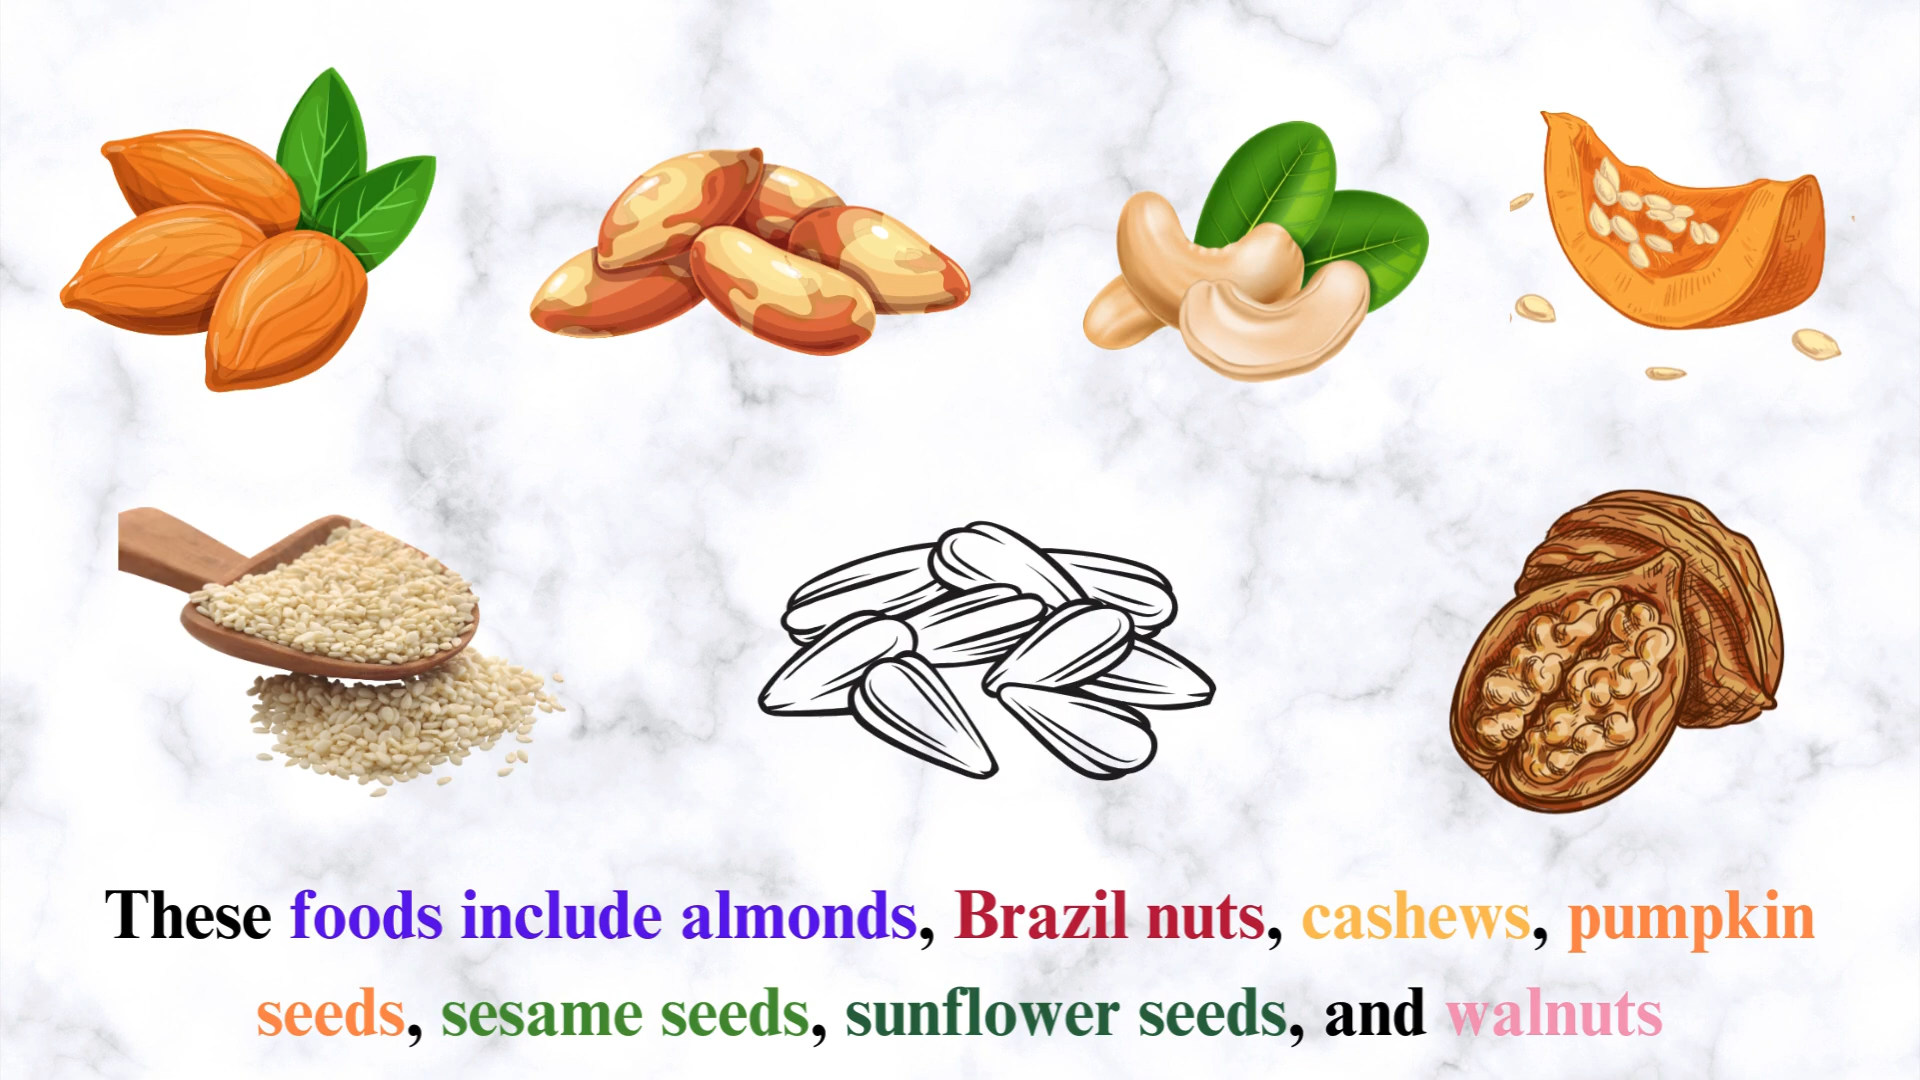 These foods include almonds, Brazil nuts, cashews, pumpkin
seeds, sesame seeds, sunflower seeds, and walnuts